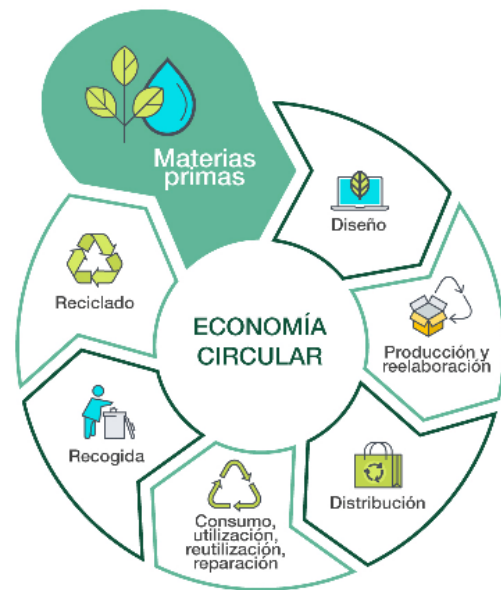 Materias
primas
Diseño
Producción y
reelaboración
Distribución
Consumo,
utilización,
reutilización,
reparación
Recogida
Reciclado
ECONOMÍA
CIRCULAR